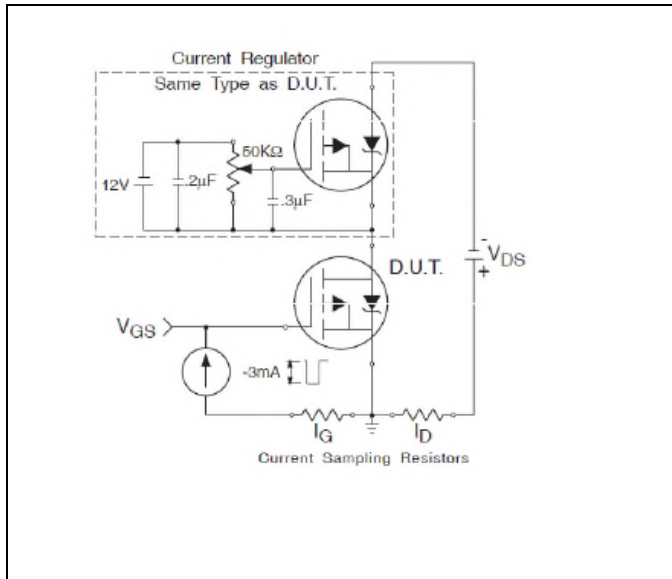 Current Regulator
Same Type as D.U.T.
50KΩ
12V
.2μF
.3μF
D.U.T.
-
VDS
+
VGS
-3mA
IG
ID
Current Sampling Resistors